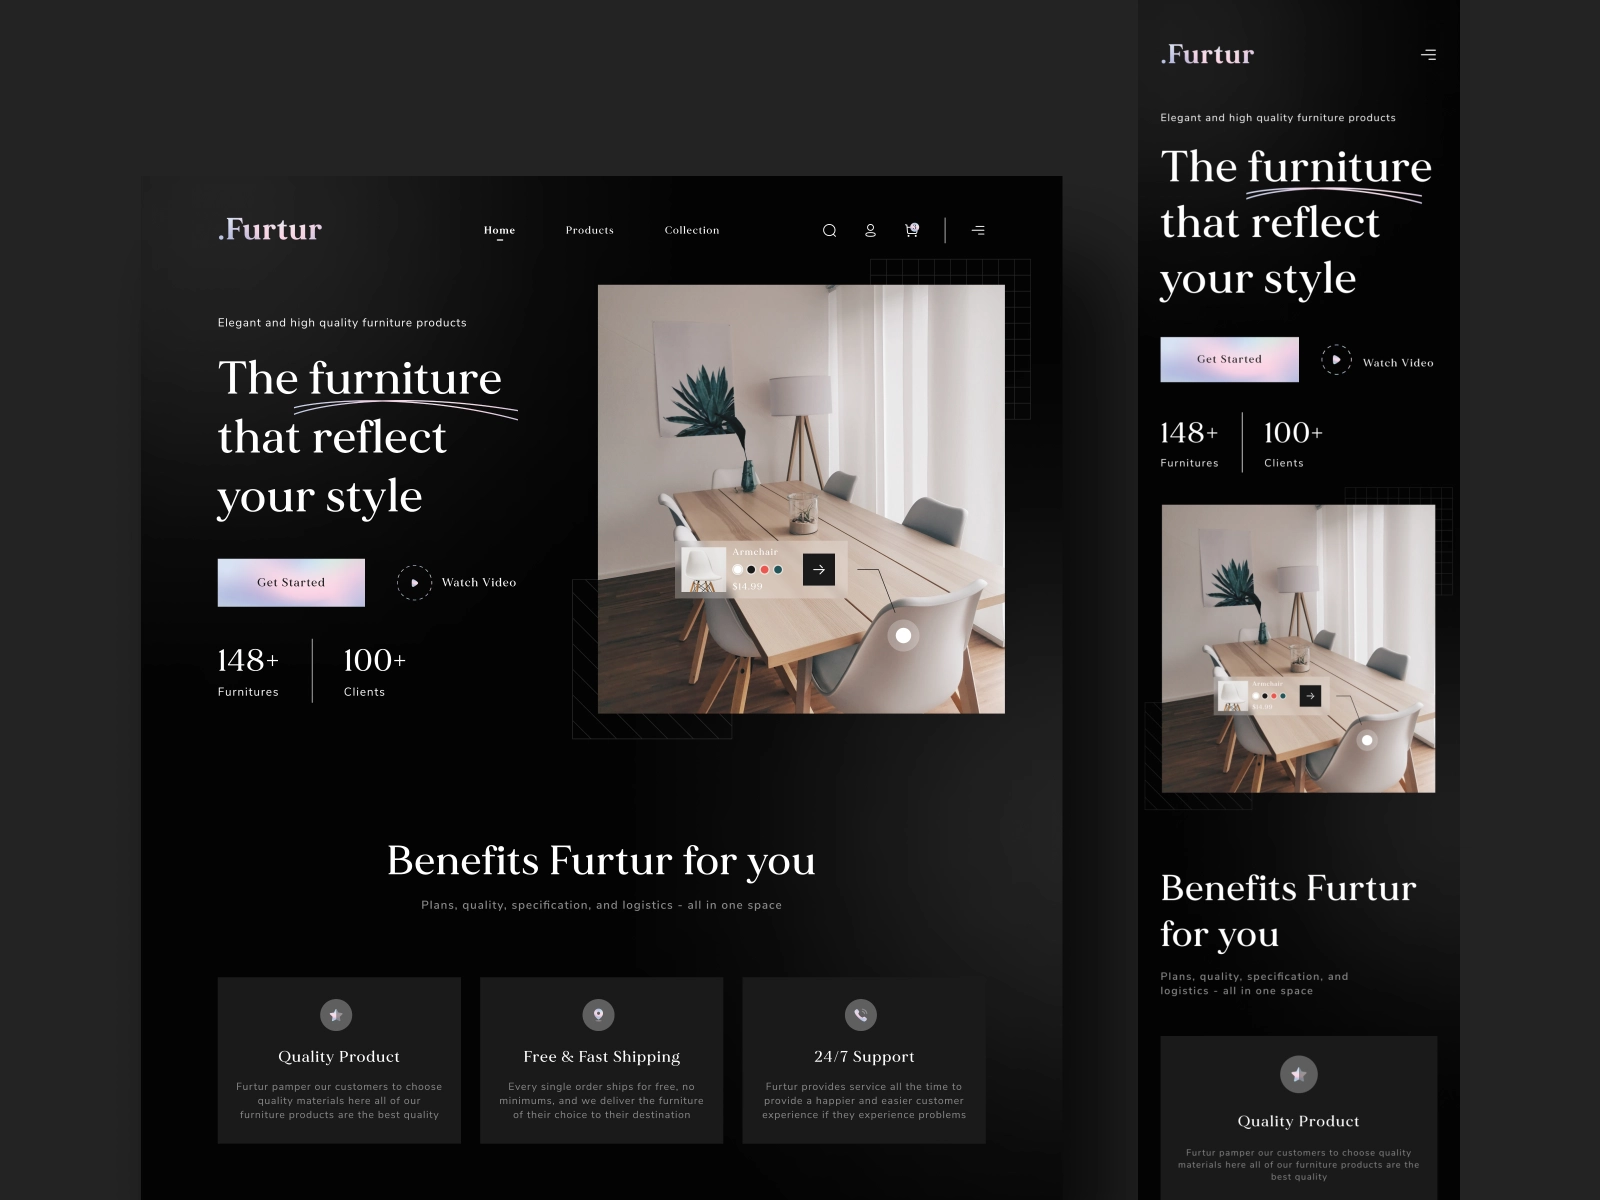 .Furtur
Home
Products
Collection
Elegant and high quality furniture products
The furniture
that reflect
your style
Get Started
Watch Video
148+
Furnitures
100+
Clients
Armchair
$14.99
Benefits Furtur for you
Plans, quality, specification, and logistics - all in one space
Quality Product
Furtur pamper our customers to choose
quality materials here all of our
furniture products are the best quality
Free & Fast Shipping
Every single order ships for free, no
minimums, and we deliver the furniture
of their choice to their destination
24/7 Support
Furtur provides service all the time to
provide a happier and easier customer
experience if they experience problems
.Furtur
Elegant and high quality furniture products
The furniture
that reflect
your style
Get Started
Watch Video
148+
Furnitures
100+
Clients
Armchair
$14.99
Benefits Furtur
for you
Plans, quality, specification, and
logistics - all in one space
Quality Product
Furtur pamper our customers to choose quality
materials here all of our furniture products are the
best quality